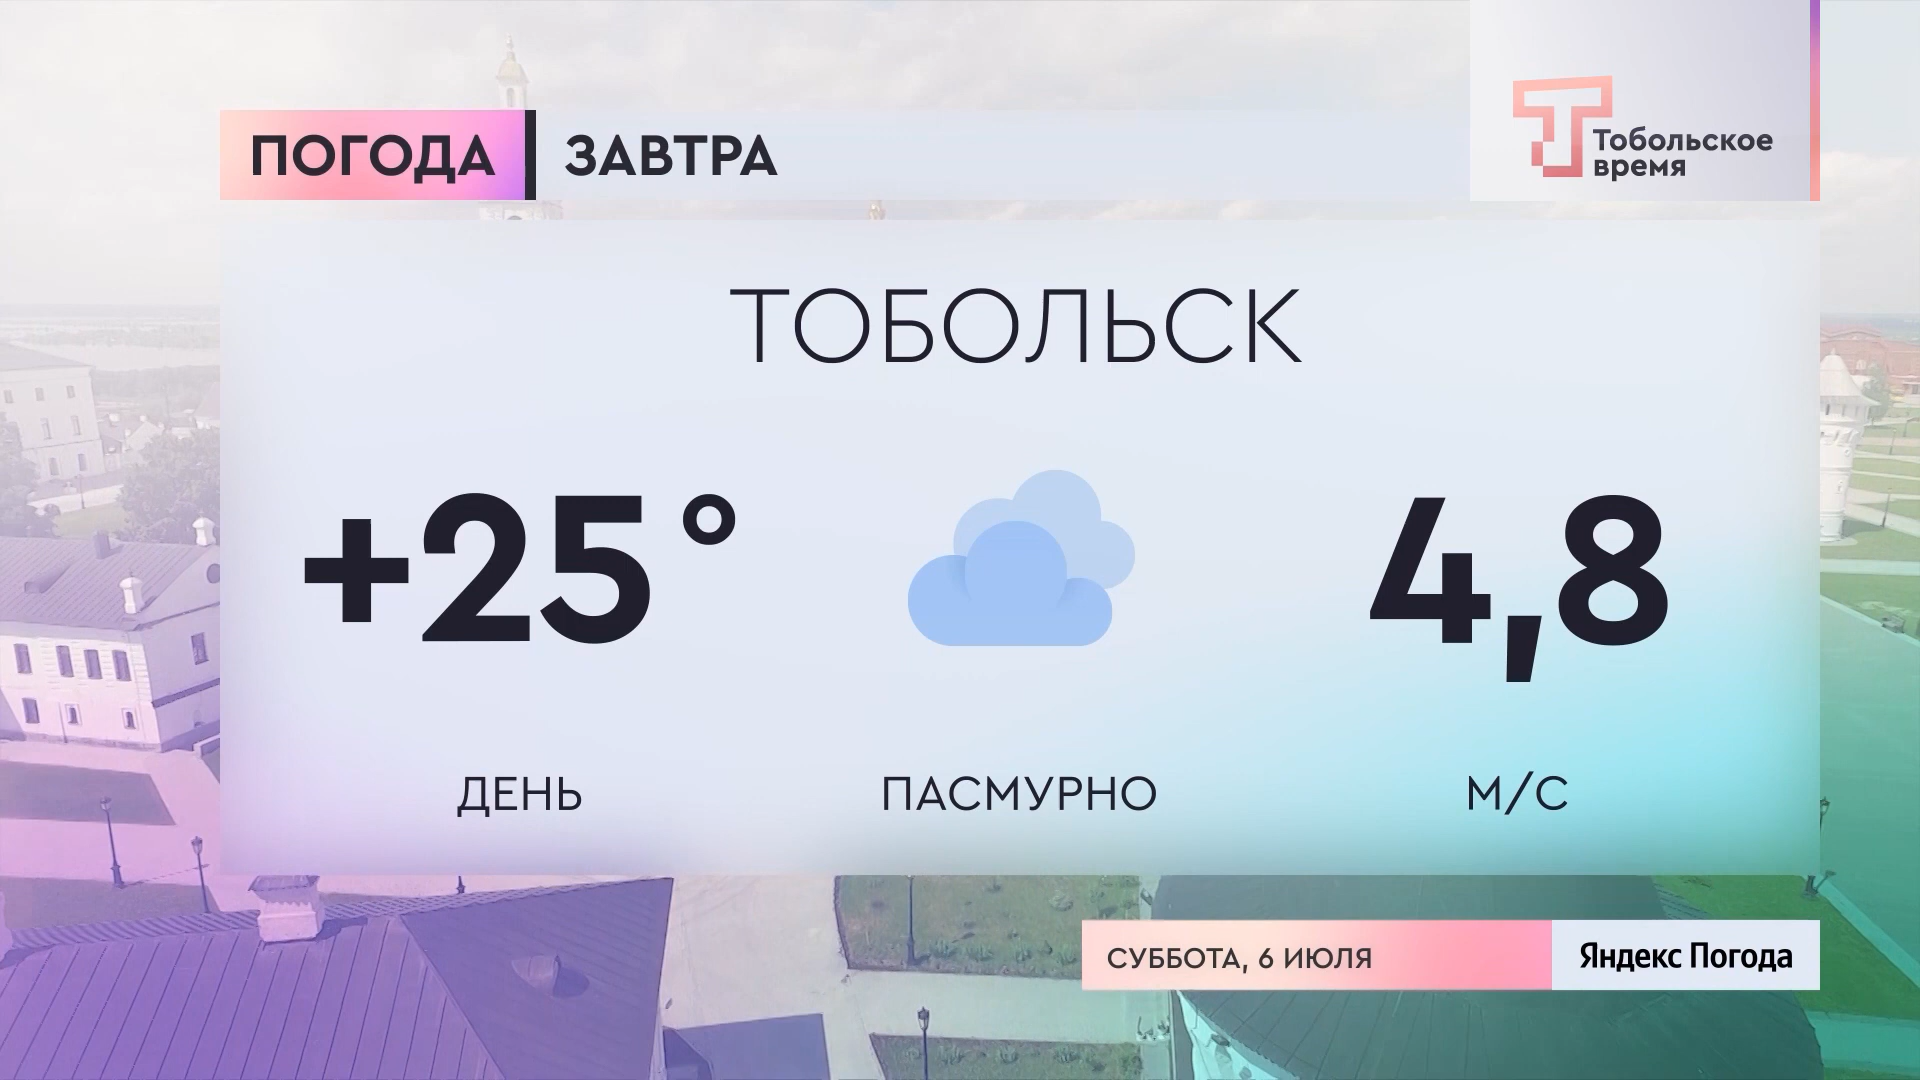 ПОГОДА ЗАВТРА
Тобольское
время
ТОБОЛЬСК
+25° 4,8
ДЕНЬ ПАСМУРНО М/С
СУББОТА, 6 ИЮЛЯ Яндекс Погода